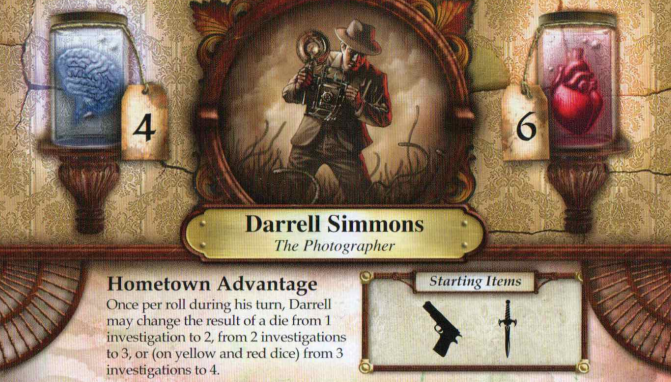 4
6
Darrell Simmons
The Photographer
Hometown Advantage
Once per roll during his turn, Darrell
may change the result of a die from 1
investigation to 2, from 2 investigations
to 3, or (on yellow and red dice) from 3
investigations to 4.
Starting Items